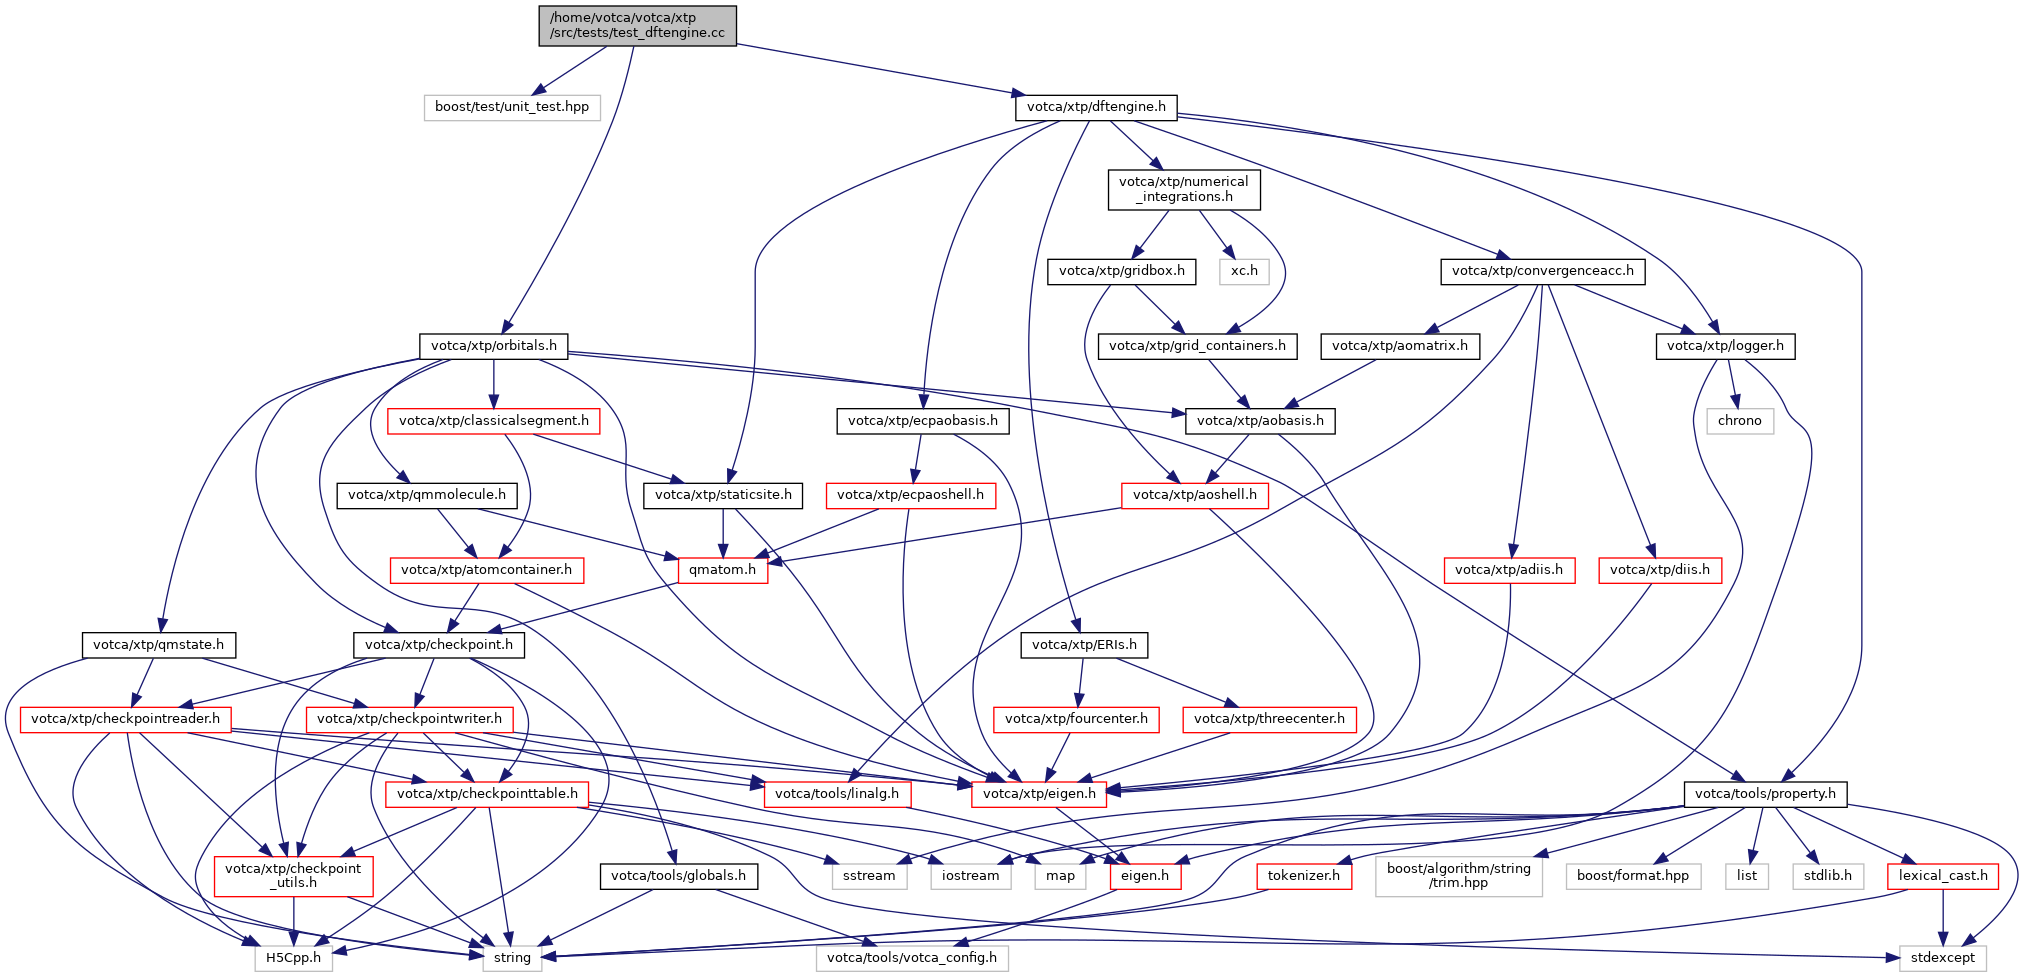 /home/votca/votca/xtp
/src/tests/test_dftengine.cc
boost/test/unit_test.hpp
votca/xtp/dftengine.h
votca/xtp/numerical
_integrations.h
votca/xtp/gridbox.h
xc.h
votca/xtp/convergenceacc.h
votca/xtp/orbitals.h
votca/xtp/grid_containers.h
votca/xtp/aomatrix.h
votca/xtp/logger.h
votca/xtp/classicalsegment.h
votca/xtp/ecpaobasis.h
votca/xtp/aobasis.h
chrono
votca/xtp/qmmolecule.h
votca/xtp/staticsite.h
votca/xtp/ecpaoshell.h
votca/xtp/aoshell.h
votca/xtp/atomcontainer.h
qmatom.h
votca/xtp/adiis.h
votca/xtp/diis.h
votca/xtp/qmstate.h
votca/xtp/checkpoint.h
votca/xtp/ERIs.h
votca/xtp/checkpointreader.h
votca/xtp/checkpointwriter.h
votca/xtp/fourcenter.h
votca/xtp/threecenter.h
votca/xtp/checkpointtable.h
votca/tools/linalg.h
votca/xtp/eigen.h
votca/tools/property.h
votca/xtp/checkpoint
_utils.h
votca/tools/globals.h
sstream
iostream
map
eigen.h
tokenizer.h
boost/algorithm/string
/trim.hpp
boost/format.hpp
list
stdlib.h
lexical_cast.h
H5Cpp.h
string
votca/tools/votca_config.h
stdexcept